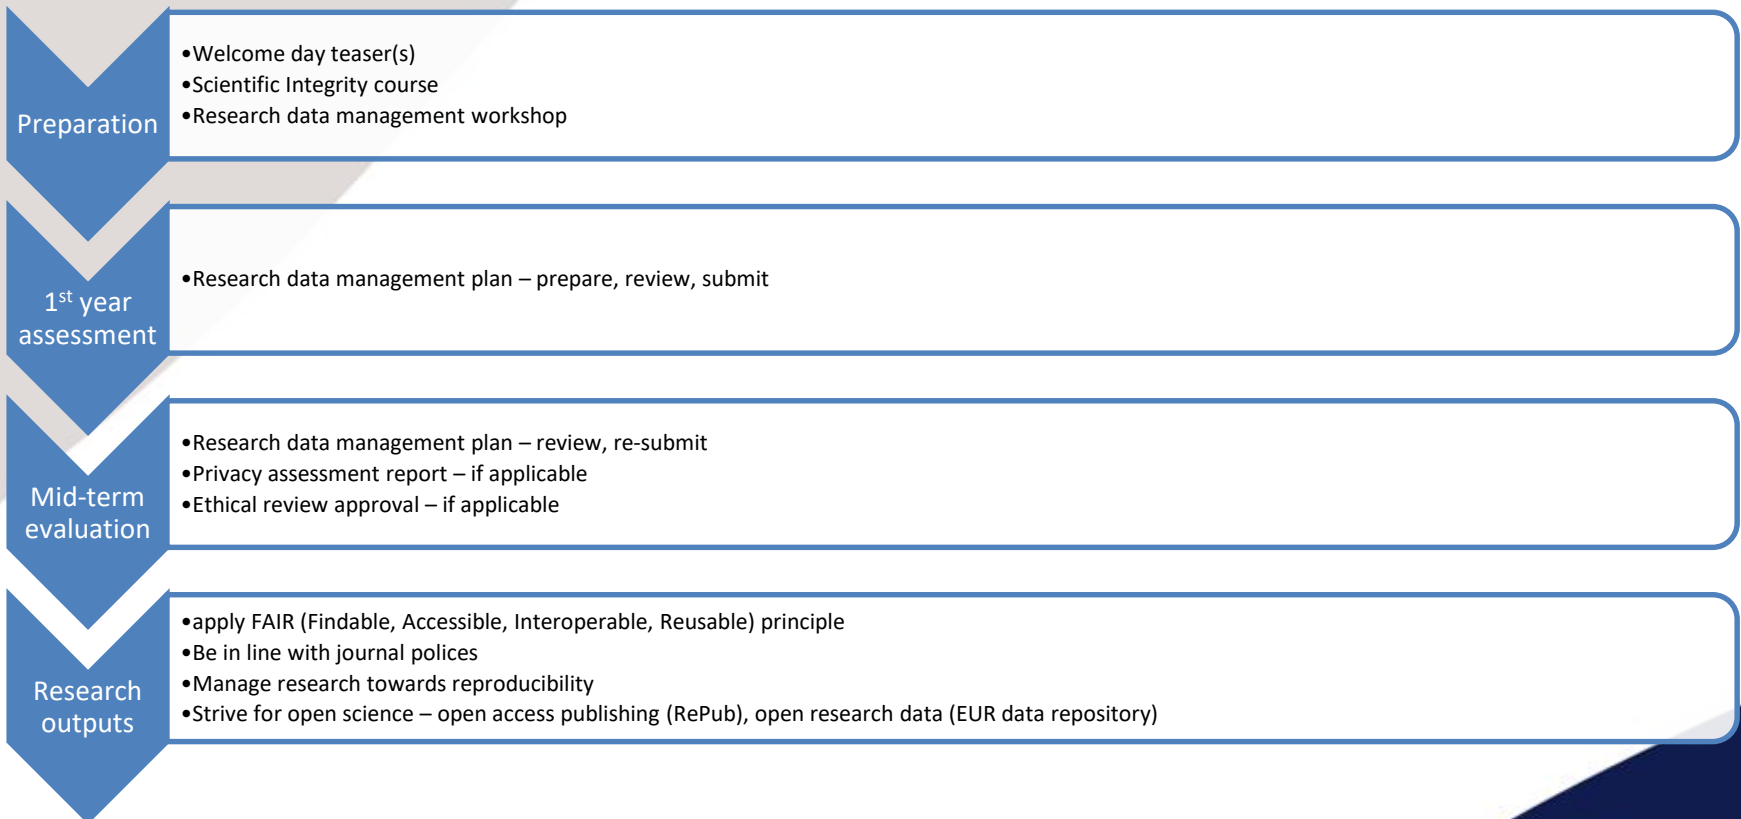 Preparation
•Welcome day teaser(s)
•Scientific Integrity course
•Research data management workshop
1st year
assessment
•Research data management plan – prepare, review, submit
Mid-term
evaluation
•Research data management plan – review, re-submit
•Privacy assessment report – if applicable
•Ethical review approval – if applicable
Research
outputs
•apply FAIR (Findable, Accessible, Interoperable, Reusable) principle
•Be in line with journal polices
•Manage research towards reproducibility
•Strive for open science – open access publishing (RePub), open research data (EUR data repository)